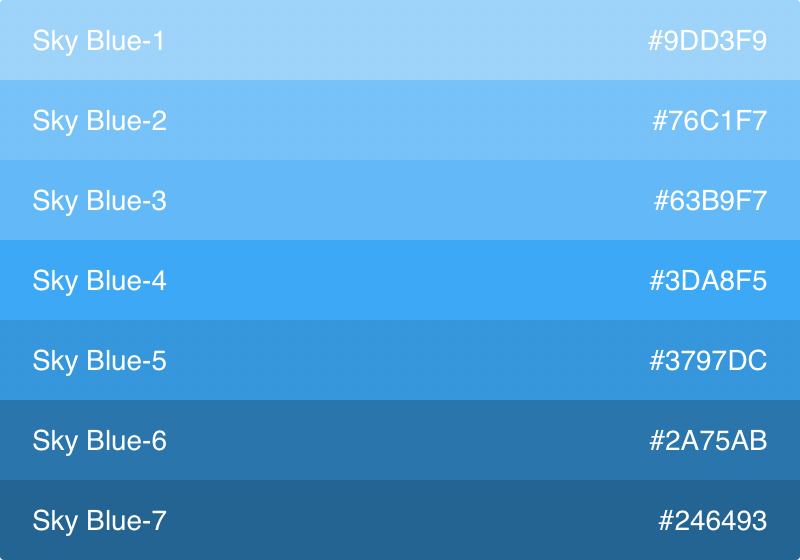 Sky Blue-1 #9DD3F9
Sky Blue-2 #76C1F7
Sky Blue-3 #63B9F7
Sky Blue-4 #3DA8F5
Sky Blue-5 #3797DC
Sky Blue-6 #2A75AB
Sky Blue-7 #246493